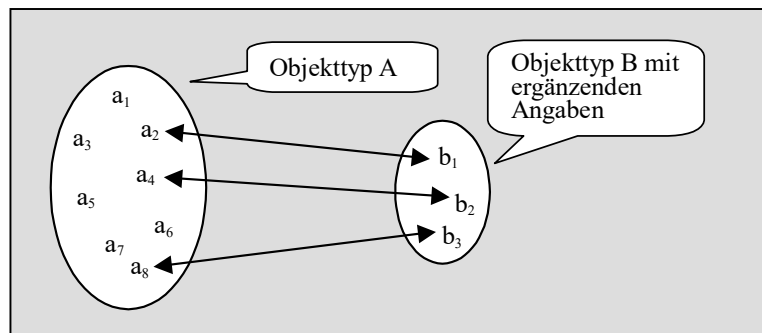 Objekttyp A
Objekttyp B mit
ergänzenden
Angaben
a₁
a₂
a₃
a₄
a₅
a₆
a₇
a₈
b₁
b₂
b₃